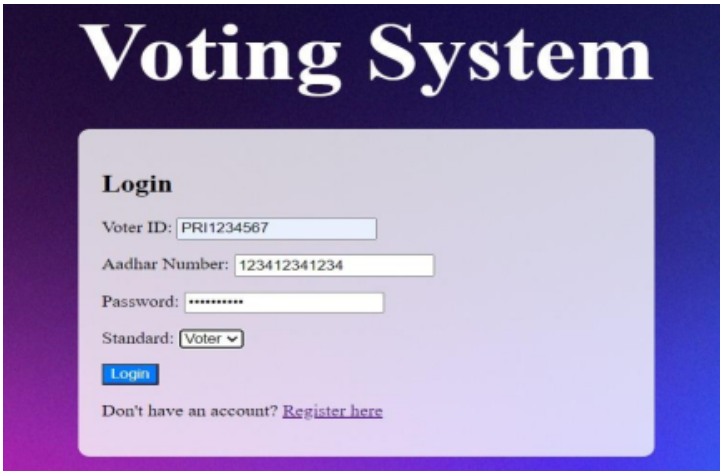 Voting System
Login
Voter ID: PRI1234567
Aadhar Number: 123412341234
Password: ••••••••••
Standard: Voter
Login
Don't have an account? Register here